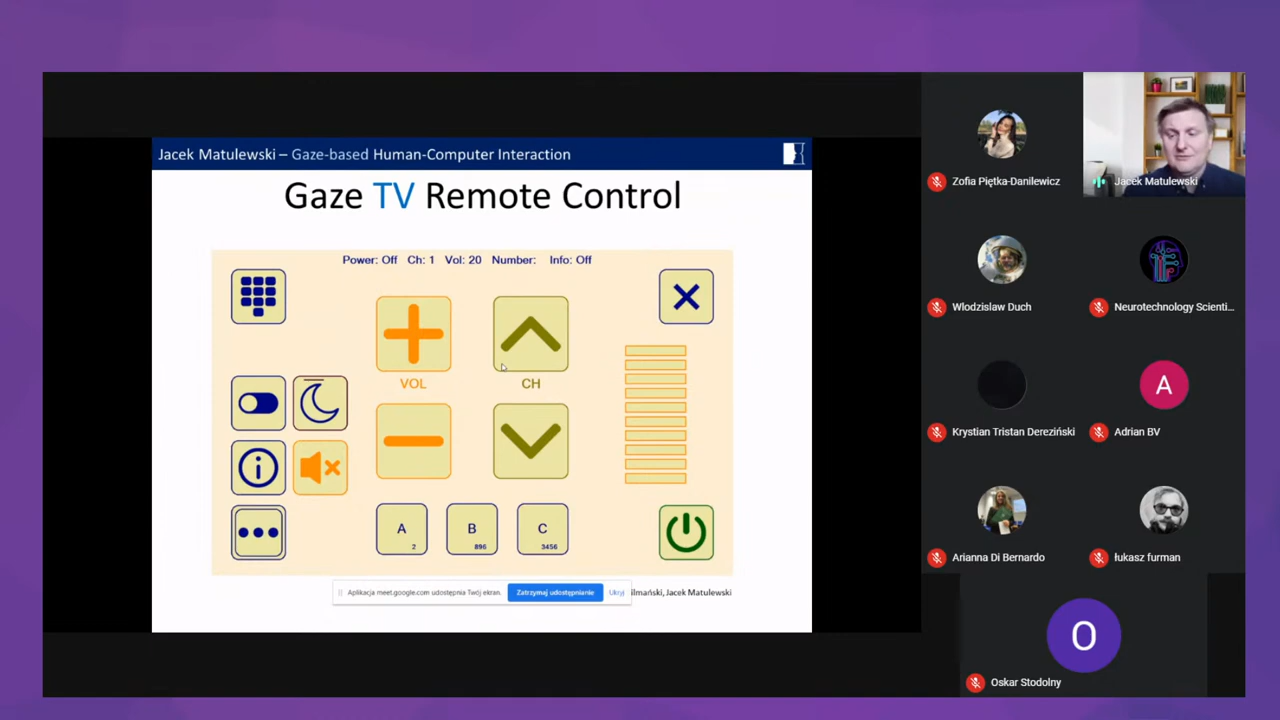 Jacek Matulewski – Gaze-based Human-Computer Interaction
Gaze TV Remote Control
Power: Off Ch: 1 Vol: 20 Number: Info: Off
VOL
CH
A
2
B
896
C
3456
Aplikacja meet.google.com udostępnia Twój ekran.
Zatrzymaj udostępnianie
Ukryj
ilmański, Jacek Matulewski
Zofia Piętka-Danilewicz
Jacek Matulewski
Wlodzislaw Duch
Neurotechnology Scienti...
Krystian Tristan Dereziński
A
Adrian BV
Arianna Di Bernardo
łukasz furman
O
Oskar Stodolny